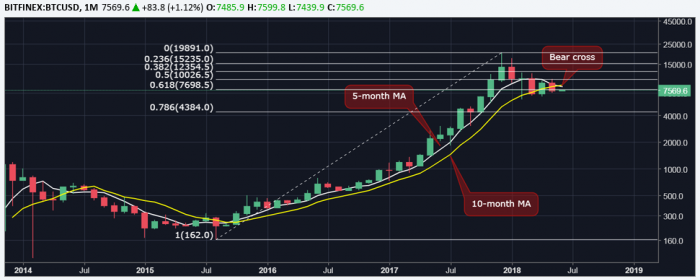 BITFINEX:BTCUSD, 1M 7569.6 ▲ +83.8 (+1.12%) O:7485.9 H:7599.8 L:7439.9 C:7569.6
0(19891.0)
0.236(15235.0)
0.382(12354.5)
0.5(10026.5)
0.618(7698.5)
0.786(4384.0)
1(162.0)
5-month MA
Bear cross
10-month MA
45000.0
25000.0
15000.0
7569.6
4000.0
2000.0
1000.0
500.0
300.0
160.0
2014
Jul
2015
Jul
2016
Jul
2017
Jul
2018
Jul
2019